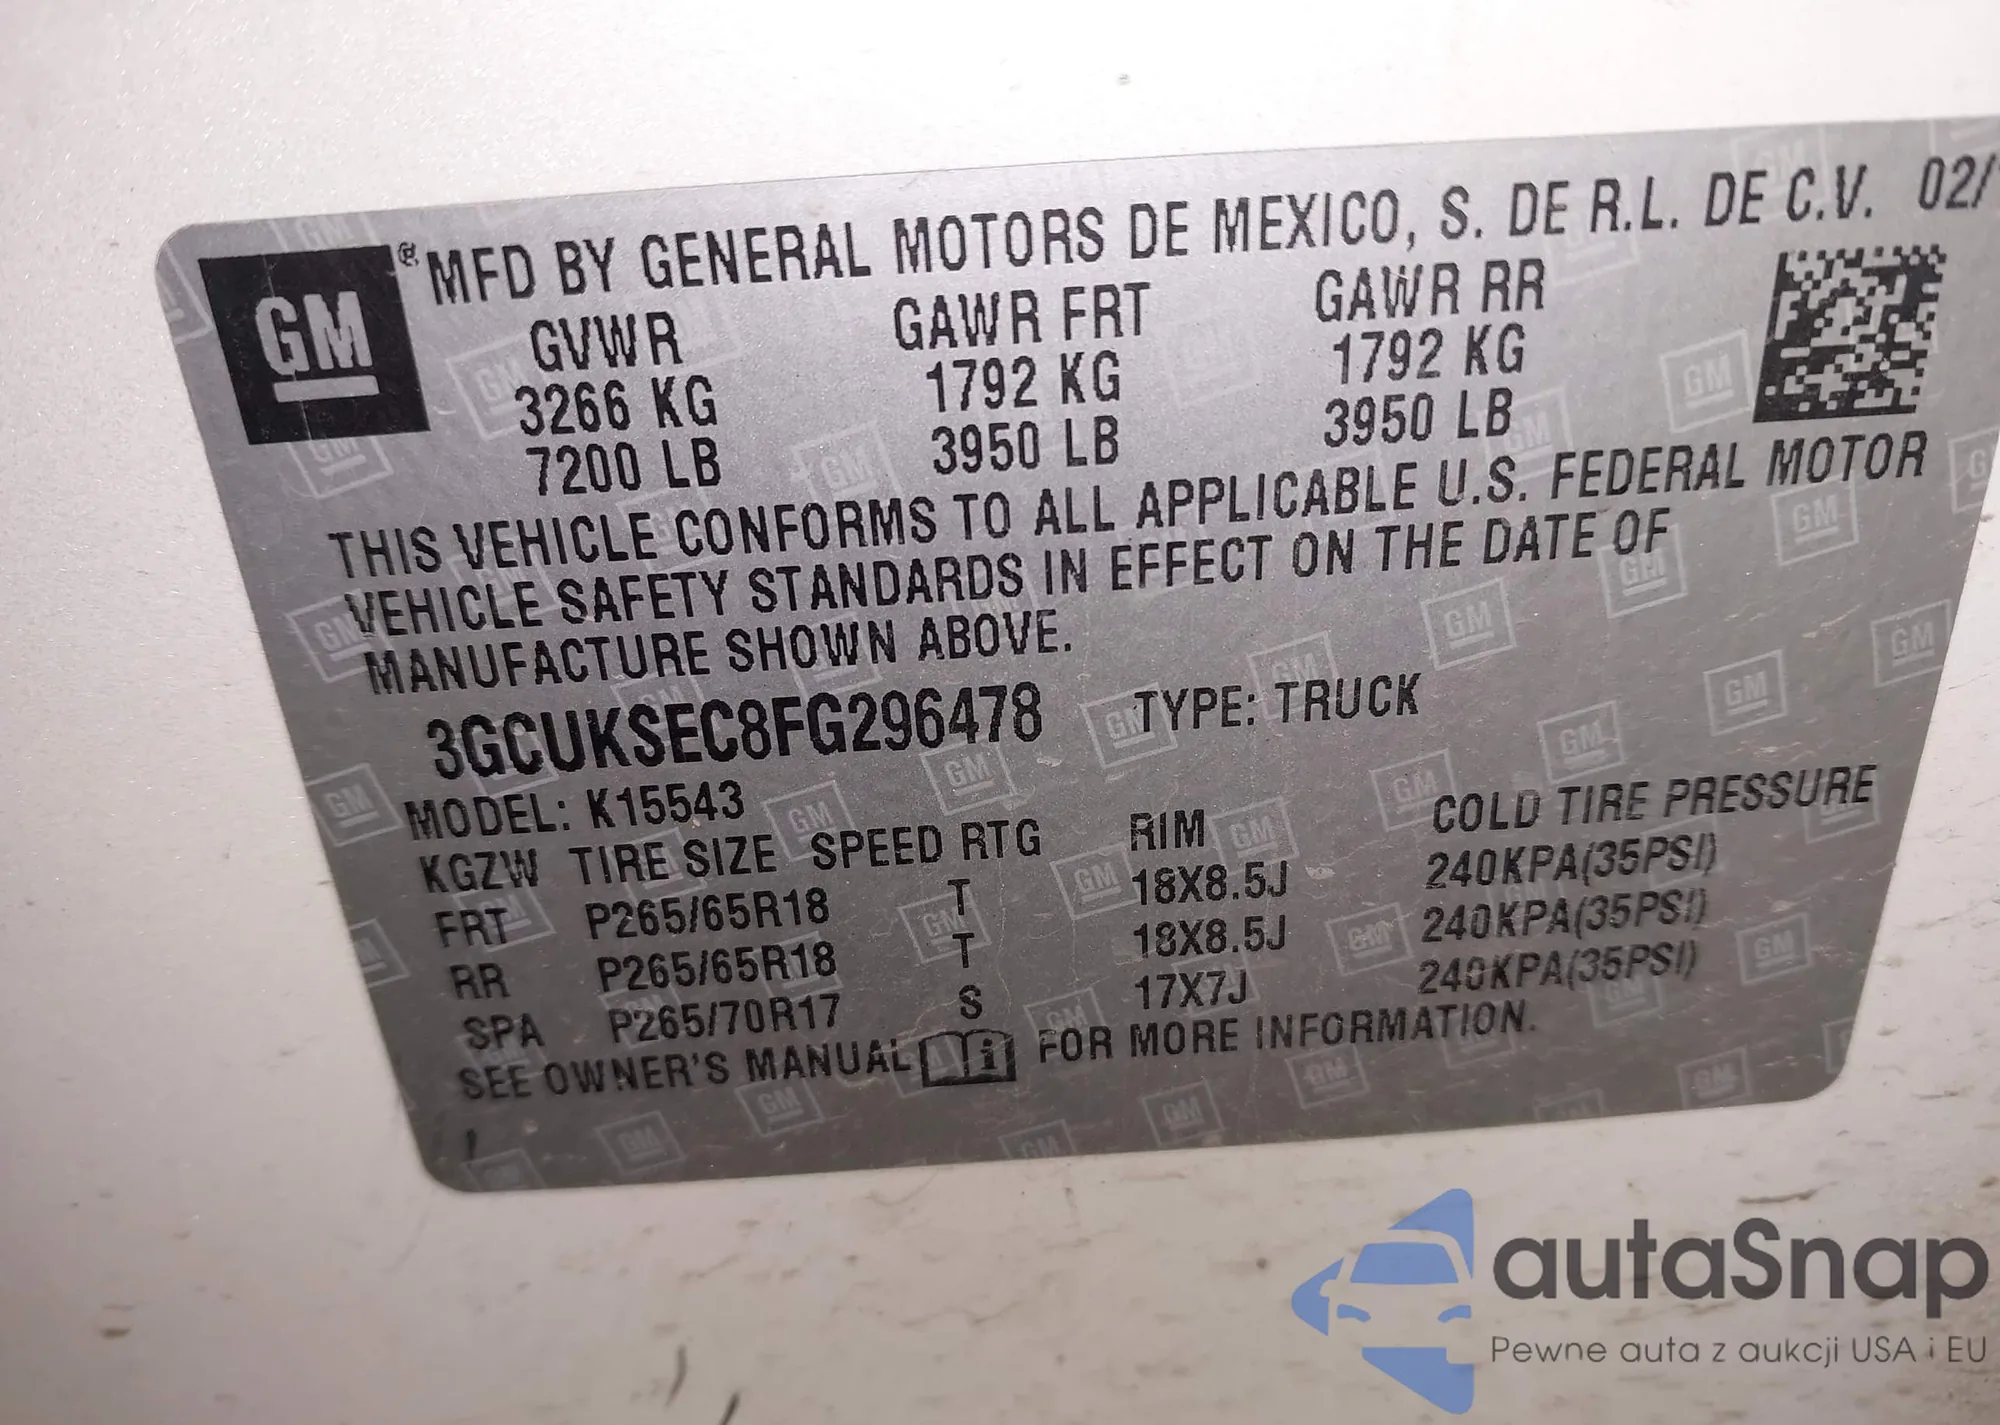 GM
® MFD BY GENERAL MOTORS DE MEXICO, S. DE R.L. DE C.V. 02/
GVWR GAWR FRT GAWR RR
3266 KG 1792 KG 1792 KG
7200 LB 3950 LB 3950 LB
THIS VEHICLE CONFORMS TO ALL APPLICABLE U.S. FEDERAL MOTOR
VEHICLE SAFETY STANDARDS IN EFFECT ON THE DATE OF
MANUFACTURE SHOWN ABOVE.
3GCUKSEC8FG296478 TYPE: TRUCK
MODEL: K15543
KGZW TIRE SIZE SPEED RTG RIM COLD TIRE PRESSURE
FRT P265/65R18 T 18X8.5J 240KPA(35PSI)
RR P265/65R18 T 18X8.5J 240KPA(35PSI)
SPA P265/70R17 S 17X7J 240KPA(35PSI)
SEE OWNER'S MANUAL i FOR MORE INFORMATION.
autaSnap
Pewne auta z aukcji USA i EU